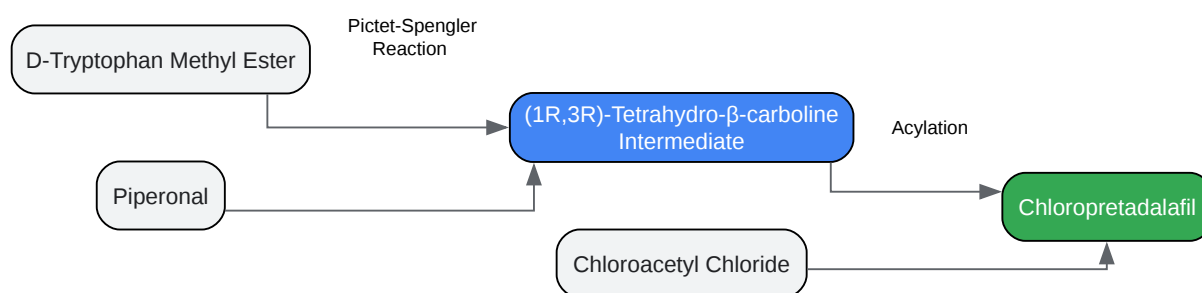 Pictet-Spengler
Reaction
D-Tryptophan Methyl Ester
(1R,3R)-Tetrahydro-β-carboline
Intermediate
Acylation
Piperonal
Chloropretadalafil
Chloroacetyl Chloride